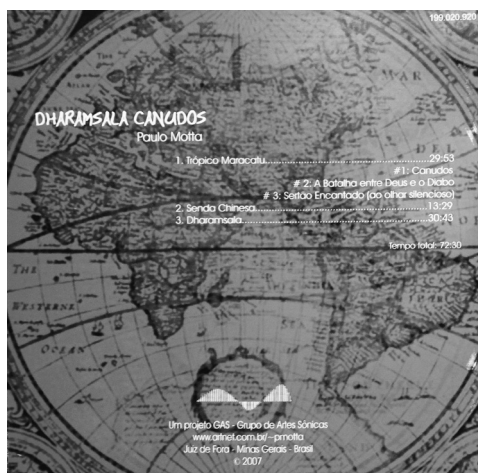 199.020.920
DHARAMSALA CANUDOS
Paulo Motta
1. Trópico Maracatu..........................................................29:53
#1: Canudos
# 2: A Batalha entre Deus e o Diabo
# 3: Sertão Encantado (ao olhar silencioso)
2. Senda Chinesa..............................................................13:29
3. Dharamsala...................................................................30:43
Tempo total: 72:30
MAR
THE
WESTERNE
OCEAN
Um projeto GAS - Grupo de Artes Sônicas
www.artnet.com.br/~pmotta
Juiz de Fora - Minas Gerais - Brasil
© 2007